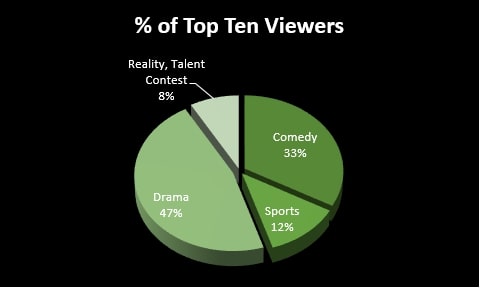 % of Top Ten Viewers
Reality, Talent
Contest
8%
Comedy
33%
Drama
47%
Sports
12%